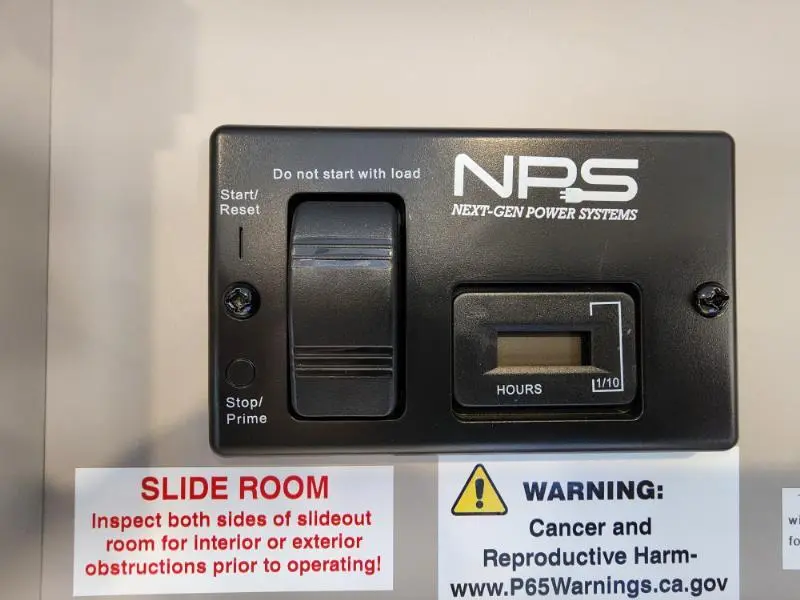 Do not start with load
Start/
Reset
NPS
NEXT-GEN POWER SYSTEMS
HOURS
1/10
Stop/
Prime
SLIDE ROOM
Inspect both sides of slideout
room for interior or exterior
obstructions prior to operating!
WARNING:
Cancer and
Reproductive Harm-
www.P65Warnings.ca.gov